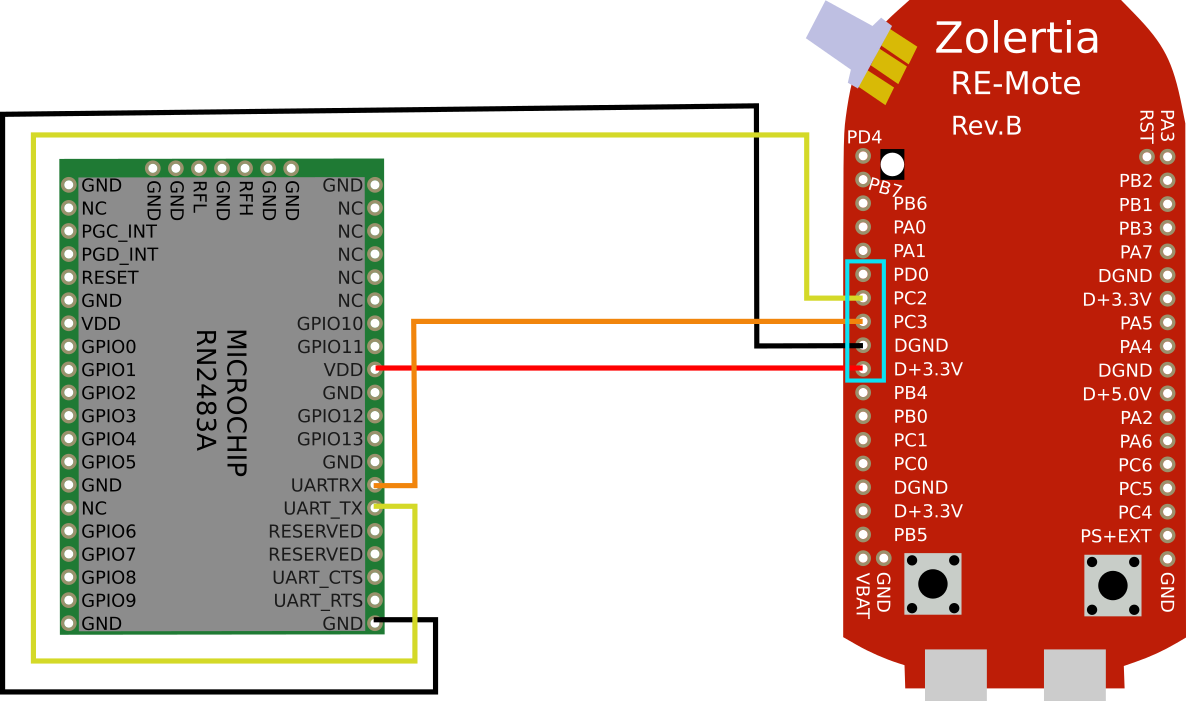 Zolertia
RE-Mote
Rev.B
PD4
PB7
PB6
PA0
PA1
PD0
PC2
PC3
DGND
D+3.3V
PB4
PB0
PC1
PC0
DGND
D+3.3V
PB5
VBAT
GND
RST
PA3
PB2
PB1
PB3
PA7
DGND
D+3.3V
PA5
PA4
DGND
D+5.0V
PA2
PA6
PC6
PC5
PC4
PS+EXT
GND
GND
GND
RFL
GND
RFH
GND
GND
GND
NC
PGC_INT
PGD_INT
RESET
GND
VDD
GPIO0
GPIO1
GPIO2
GPIO3
GPIO4
GPIO5
GND
NC
GPIO6
GPIO7
GPIO8
GPIO9
GND
MICROCHIP
RN2483A
GND
NC
NC
NC
NC
NC
GPIO10
GPIO11
VDD
GND
GPIO12
GPIO13
GND
UARTRX
UART_TX
RESERVED
RESERVED
UART_CTS
UART_RTS
GND